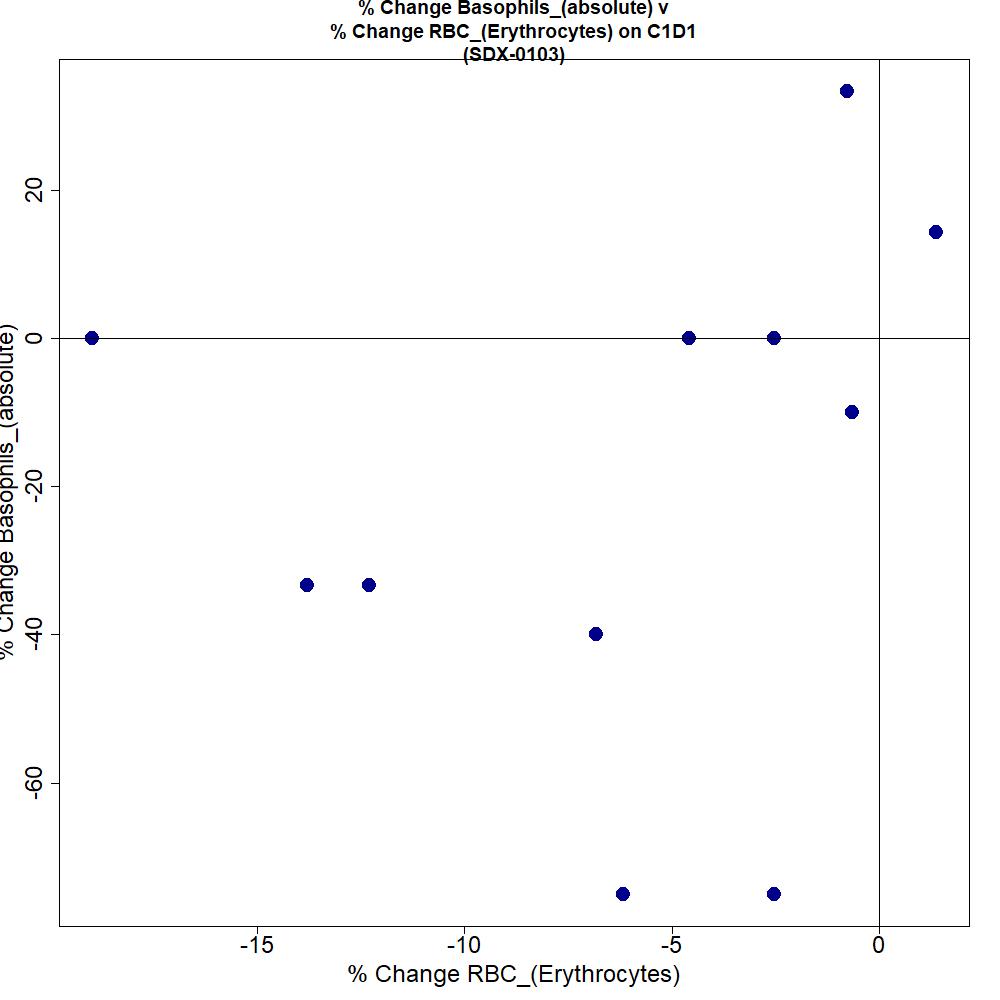 % Change Basophils_(absolute) v
% Change RBC_(Erythrocytes) on C1D1
(SDX-0103)
% Change Basophils_(absolute)
20
0
-20
-40
-60
-15
-10
-5
0
% Change RBC_(Erythrocytes)